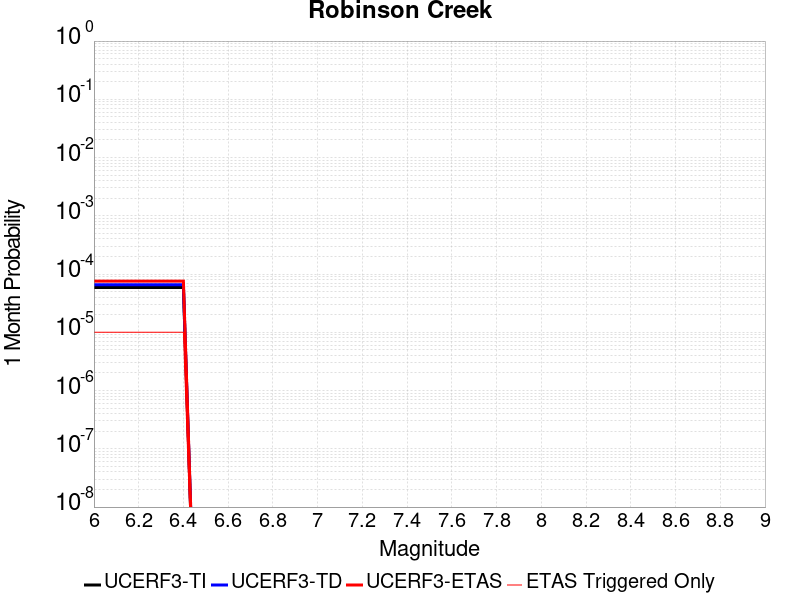 Robinson Creek
10^0
10^-1
10^-2
10^-3
10^-4
10^-5
10^-6
10^-7
10^-8
1 Month Probability
6 6.2 6.4 6.6 6.8 7 7.2 7.4 7.6 7.8 8 8.2 8.4 8.6 8.8 9
Magnitude
UCERF3-TI UCERF3-TD UCERF3-ETAS ETAS Triggered Only